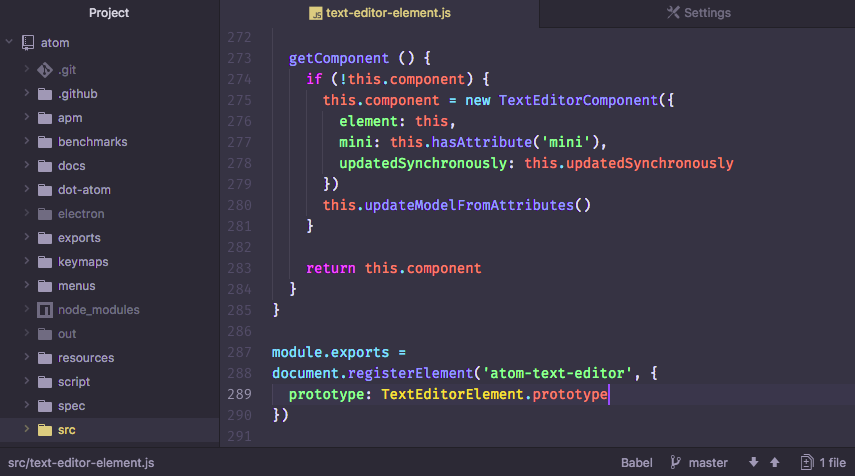 Project
atom
.git
.github
apm
benchmarks
docs
dot-atom
electron
exports
keymaps
menus
node_modules
out
resources
script
spec
src
JS text-editor-element.js
Settings
272
273 getComponent () {
274 if (!this.component) {
275 this.component = new TextEditorComponent({
276 element: this,
277 mini: this.hasAttribute('mini'),
278 updatedSynchronously: this.updatedSynchronously
279 })
280 this.updateModelFromAttributes()
281 }
282
283 return this.component
284 }
285 }
286
287 module.exports =
288 document.registerElement('atom-text-editor', {
289 prototype: TextEditorElement.prototype
290 })
291
src/text-editor-element.js
Babel
master
1 file